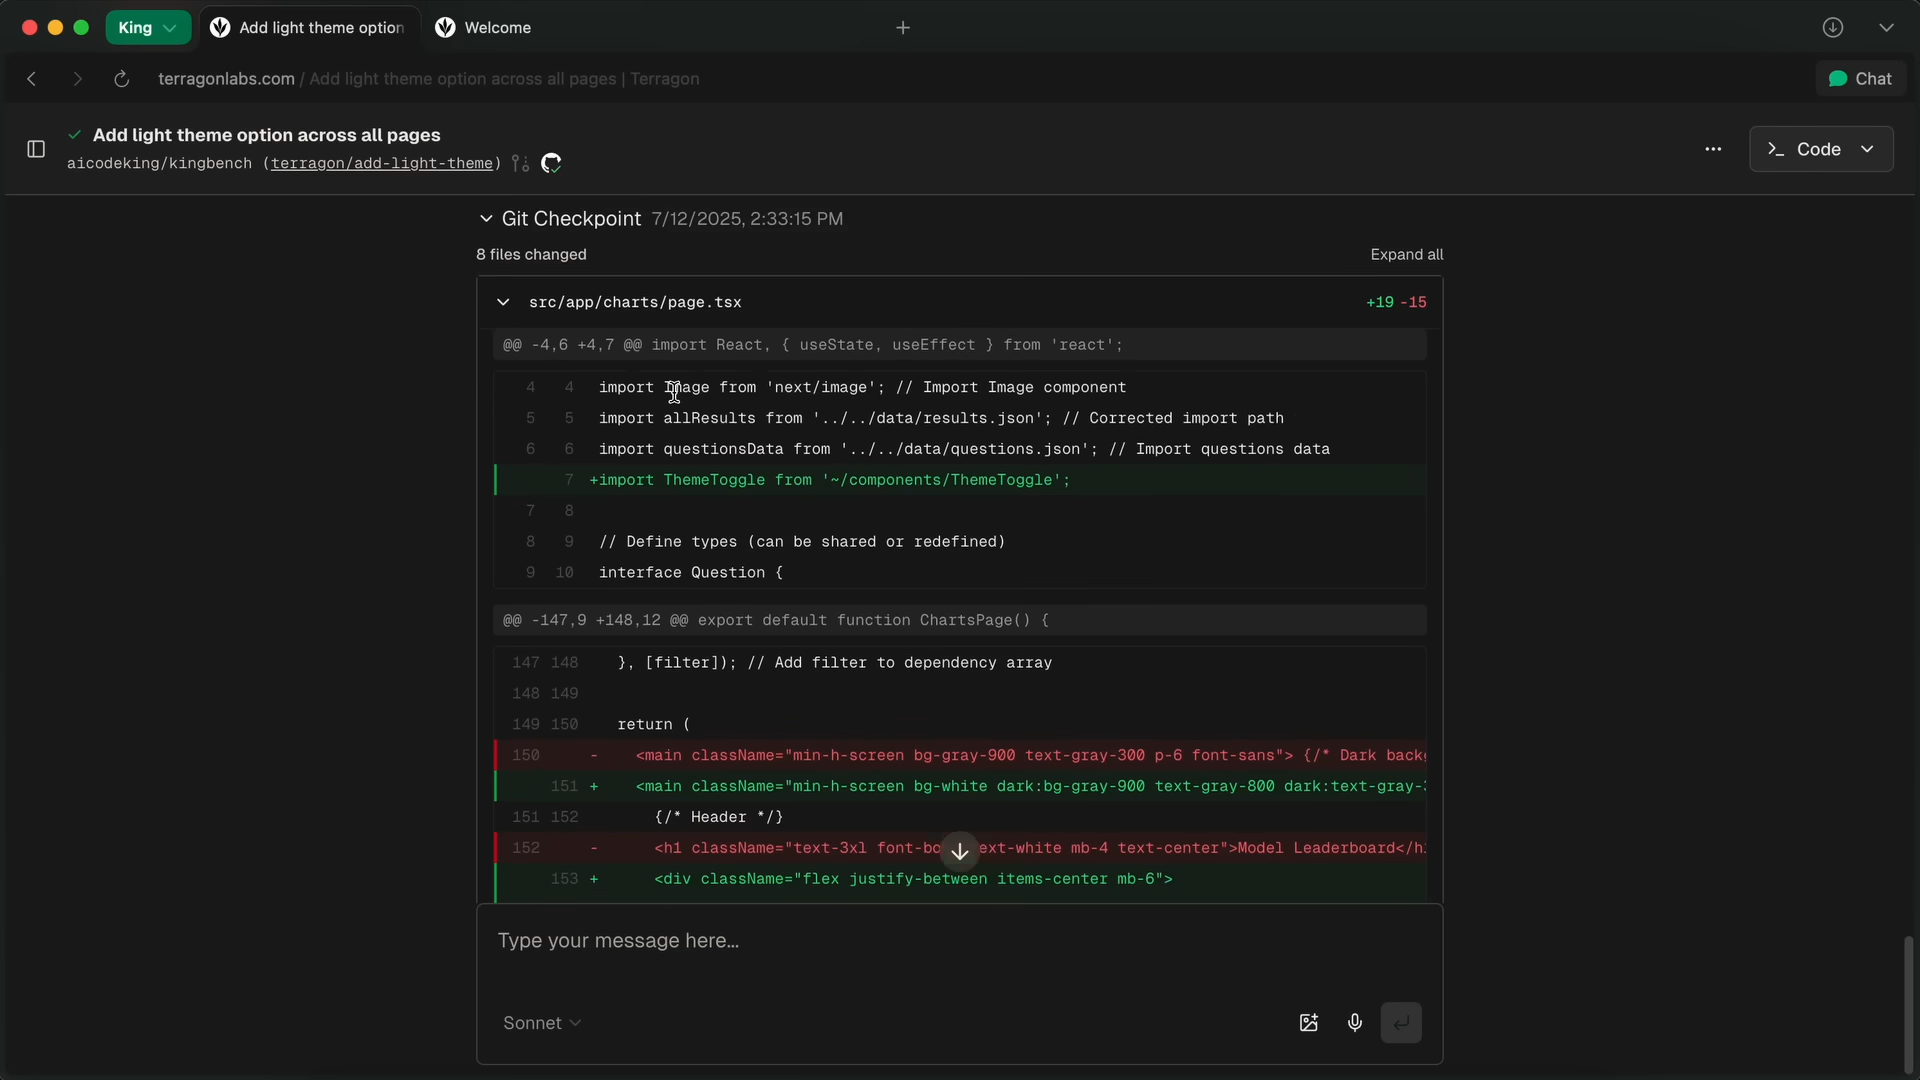 King
Add light theme option
Welcome
terragonlabs.com / Add light theme option across all pages | Terragon
Chat
Add light theme option across all pages
aicodeking/kingbench (terragon/add-light-theme)
Code
Git Checkpoint 7/12/2025, 2:33:15 PM
8 files changed
Expand all
src/app/charts/page.tsx
+19 -15
@@ -4,6 +4,7 @@ import React, { useState, useEffect } from 'react';
4 4 import Image from 'next/image'; // Import Image component
5 5 import allResults from '../../data/results.json'; // Corrected import path
6 6 import questionsData from '../../data/questions.json'; // Import questions data
7 +import ThemeToggle from '~/components/ThemeToggle';
7 8
8 9 // Define types (can be shared or redefined)
9 10 interface Question {
@@ -147,9 +148,12 @@ export default function ChartsPage() {
147 148 }, [filter]); // Add filter to dependency array
148 149
149 150 return (
150 - <main className="min-h-screen bg-gray-900 text-gray-300 p-6 font-sans"> {/* Dark back
151 + <main className="min-h-screen bg-white dark:bg-gray-900 text-gray-800 dark:text-gray-
151 152 {/* Header */}
152 - <h1 className="text-3xl font-bo ext-white mb-4 text-center">Model Leaderboard</h
153 + <div className="flex justify-between items-center mb-6">
Type your message here...
Sonnet